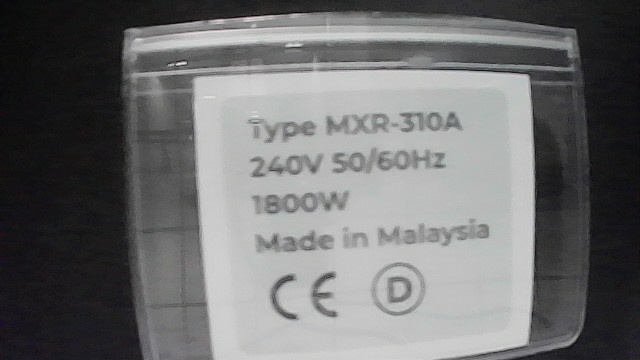 Type MXR-310A
240V 50/60Hz
1800W
Made in Malaysia
CE D